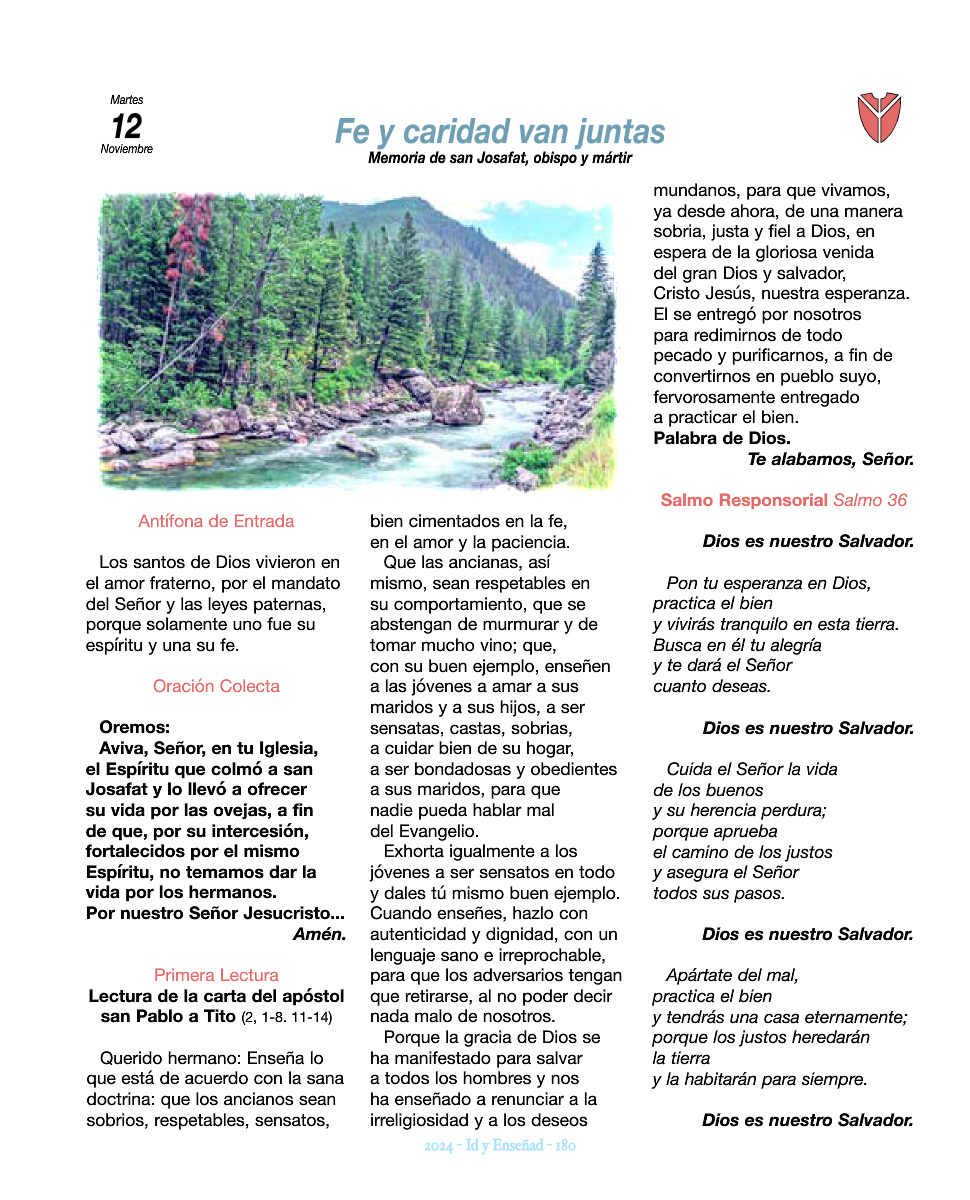 Martes
12
Noviembre
Fe y caridad van juntas
Memoria de san Josafat, obispo y mártir
Antífona de Entrada
Los santos de Dios vivieron en
el amor fraterno, por el mandato
del Señor y las leyes paternas,
porque solamente uno fue su
espíritu y una su fe.
Oración Colecta
Oremos:
Aviva, Señor, en tu Iglesia,
el Espíritu que colmó a san
Josafat y lo llevó a ofrecer
su vida por las ovejas, a fin
de que, por su intercesión,
fortalecidos por el mismo
Espíritu, no temamos dar la
vida por los hermanos.
Por nuestro Señor Jesucristo...
Amén.
Primera Lectura
Lectura de la carta del apóstol
san Pablo a Tito (2, 1-8. 11-14)
Querido hermano: Enseña lo
que está de acuerdo con la sana
doctrina: que los ancianos sean
sobrios, respetables, sensatos,
bien cimentados en la fe,
en el amor y la paciencia.
Que las ancianas, así
mismo, sean respetables en
su comportamiento, que se
abstengan de murmurar y de
tomar mucho vino; que,
con su buen ejemplo, enseñen
a las jóvenes a amar a sus
maridos y a sus hijos, a ser
sensatas, castas, sobrias,
a cuidar bien de su hogar,
a ser bondadosas y obedientes
a sus maridos, para que
nadie pueda hablar mal
del Evangelio.
Exhorta igualmente a los
jóvenes a ser sensatos en todo
y dales tú mismo buen ejemplo.
Cuando enseñes, hazlo con
autenticidad y dignidad, con un
lenguaje sano e irreprochable,
para que los adversarios tengan
que retirarse, al no poder decir
nada malo de nosotros.
Porque la gracia de Dios se
ha manifestado para salvar
a todos los hombres y nos
ha enseñado a renunciar a la
irreligiosidad y a los deseos
mundanos, para que vivamos,
ya desde ahora, de una manera
sobria, justa y fiel a Dios, en
espera de la gloriosa venida
del gran Dios y salvador,
Cristo Jesús, nuestra esperanza.
El se entregó por nosotros
para redimirnos de todo
pecado y purificarnos, a fin de
convertirnos en pueblo suyo,
fervorosamente entregado
a practicar el bien.
Palabra de Dios.
Te alabamos, Señor.
Salmo Responsorial Salmo 36
Dios es nuestro Salvador.
Pon tu esperanza en Dios,
practica el bien
y vivirás tranquilo en esta tierra.
Busca en él tu alegría
y te dará el Señor
cuanto deseas.
Dios es nuestro Salvador.
Cuida el Señor la vida
de los buenos
y su herencia perdura;
porque aprueba
el camino de los justos
y asegura el Señor
todos sus pasos.
Dios es nuestro Salvador.
Apártate del mal,
practica el bien
y tendrás una casa eternamente;
porque los justos heredarán
la tierra
y la habitarán para siempre.
Dios es nuestro Salvador.
2024 - Id y Enseñad - 180